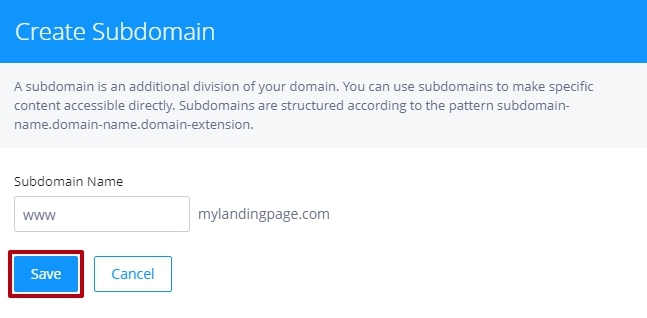 Create Subdomain
A subdomain is an additional division of your domain. You can use subdomains to make specific
content accessible directly. Subdomains are structured according to the pattern subdomain-
name.domain-name.domain-extension.
Subdomain Name
www mylandingpage.com
Save Cancel